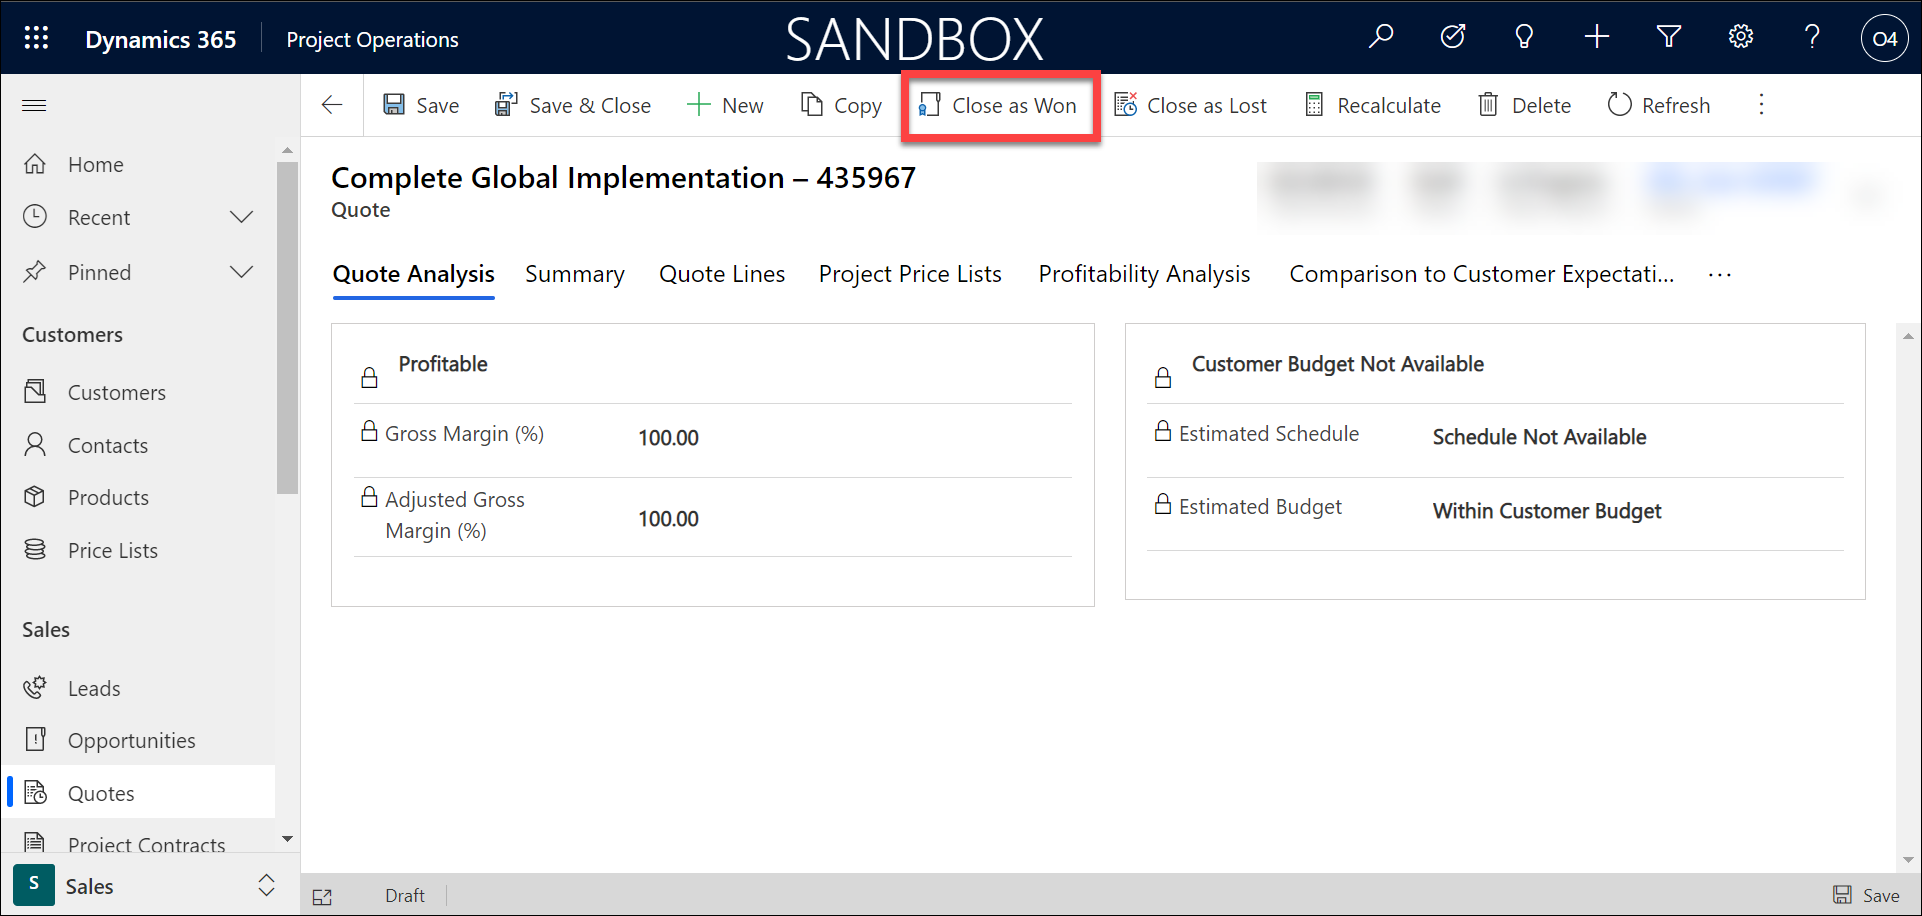 Dynamics 365
Project Operations
SANDBOX
O4
Save
Save & Close
New
Copy
Close as Won
Close as Lost
Recalculate
Delete
Refresh
Home
Recent
Pinned
Customers
Customers
Contacts
Products
Price Lists
Sales
Leads
Opportunities
Quotes
Project Contracts
S
Sales
Complete Global Implementation – 435967
Quote
Quote Analysis
Summary
Quote Lines
Project Price Lists
Profitability Analysis
Comparison to Customer Expectati...
Profitable
Gross Margin (%)
100.00
Adjusted Gross
Margin (%)
100.00
Customer Budget Not Available
Estimated Schedule
Schedule Not Available
Estimated Budget
Within Customer Budget
Draft
Save